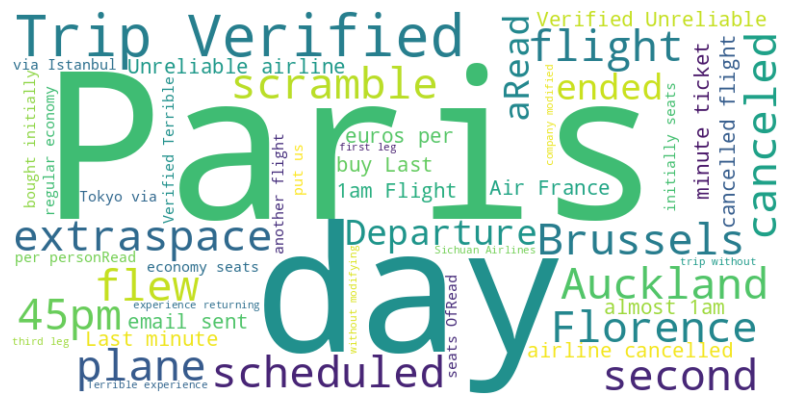 Trip Verified
Verified Unreliable
flight
aRead
via Istanbul
Unreliable airline
scramble
ended
company modified
minute ticket
cancelled flight
canceled
bought initially
regular economy
Paris
Verified Terrible
another flight
put us
euros per
first leg
buy Last
1am Flight
Air France
initially seats
Tokyo via
extraspace
Departure
Brussels
Sichuan Airlines
per personRead
economy seats
trip without
day
flew
Auckland
experience returning
without modifying
seats OfRead
45pm
email sent
almost 1am
Florence
third leg
Last minute
airline cancelled
plane
scheduled
second
Terrible experience